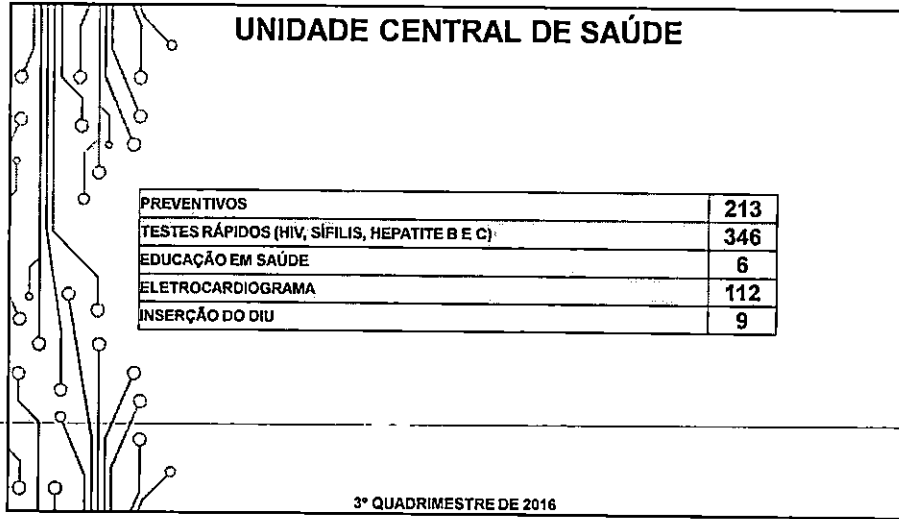 UNIDADE CENTRAL DE SAÚDE
PREVENTIVOS 213
TESTES RÁPIDOS (HIV, SÍFILIS, HEPATITE B E C) 346
EDUCAÇÃO EM SAÚDE 6
ELETROCARDIOGRAMA 112
INSERÇÃO DO DIU 9
3º QUADRIMESTRE DE 2016